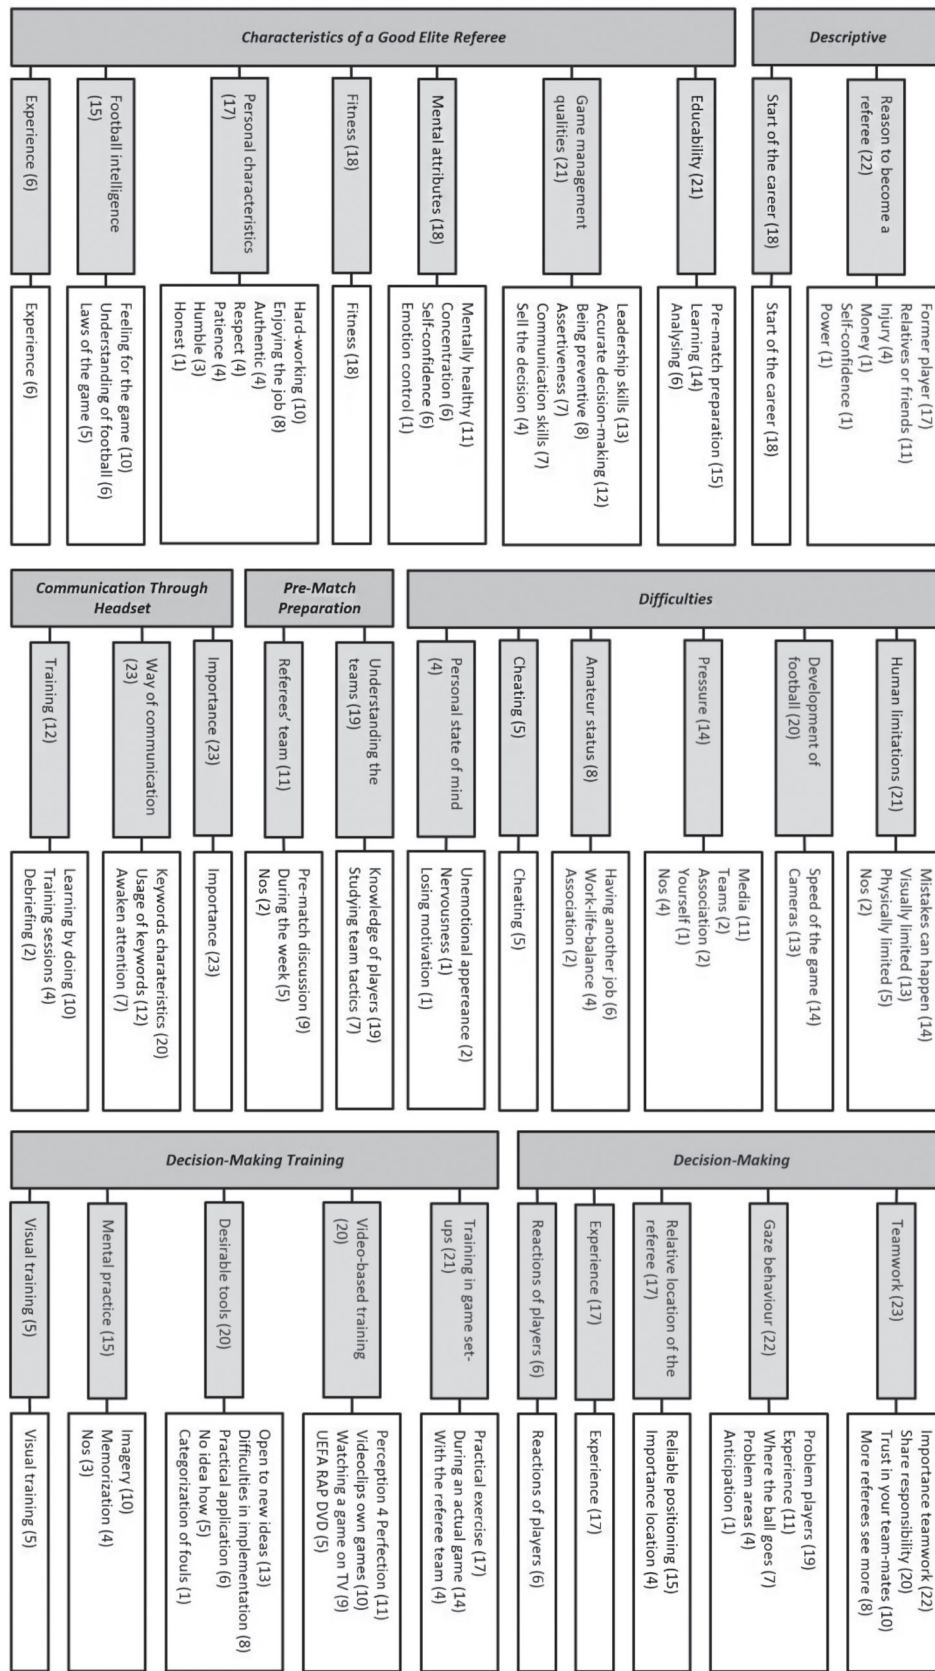 Descriptive
Reason to become a
referee (22)
Former player (17)
Relatives or friends (11)
Injury (4)
Money (1)
Self-confidence (1)
Power (1)
Start of the career (18)
Start of the career (18)
Characteristics of a Good Elite Referee
Educability (21)
Pre-match preparation (15)
Learning (14)
Analysing (6)
Game management
qualities (21)
Leadership skills (13)
Accurate decision-making (12)
Being preventive (8)
Assertiveness (7)
Communication skills (7)
Sell the decision (4)
Mental attributes (18)
Mentally healthy (11)
Concentration (6)
Self-confidence (6)
Emotion control (1)
Fitness (18)
Fitness (18)
Personal characteristics
(17)
Hard-working (10)
Enjoying the job (8)
Authentic (4)
Respect (4)
Patience (4)
Humble (3)
Honest (1)
Football intelligence
(15)
Feeling for the game (10)
Understanding of football (6)
Laws of the game (5)
Experience (6)
Experience (6)
Difficulties
Human limitations (21)
Mistakes can happen (14)
Visually limited (13)
Physically limited (5)
Nos (2)
Development of
football (20)
Speed of the game (14)
Cameras (13)
Pressure (14)
Media (11)
Teams (2)
Association (2)
Yourself (1)
Nos (4)
Amateur status (8)
Having another job (6)
Work-life-balance (4)
Association (2)
Cheating (5)
Cheating (5)
Personal state of mind
(4)
Unemotional appereance (2)
Nervousness (1)
Losing motivation (1)
Pre-Match
Preparation
Understanding the
teams (19)
Knowledge of players (19)
Studying team tactics (7)
Referees' team (11)
Pre-match discussion (9)
During the week (5)
Nos (2)
Communication Through
Headset
Importance (23)
Importance (23)
Way of communication
(23)
Keywords charateristics (20)
Usage of keywords (12)
Awaken attention (7)
Training (12)
Learning by doing (10)
Training sessions (4)
Debriefing (2)
Decision-Making
Teamwork (23)
Importance teamwork (22)
Share responsibility (20)
Trust in your team-mates (10)
More referees see more (8)
Gaze behaviour (22)
Problem players (19)
Experience (11)
Where the ball goes (7)
Problem areas (4)
Anticipation (1)
Relative location of the
referee (17)
Reliable positioning (15)
Importance location (4)
Experience (17)
Experience (17)
Reactions of players (6)
Reactions of players (6)
Decision-Making Training
Training in game set-
ups (21)
Practical exercise (17)
During an actual game (14)
With the referee team (4)
Video-based training
(20)
Perception 4 Perfection (11)
Videoclips own games (10)
Watching a game on TV (9)
UEFA RAP DVD (5)
Desirable tools (20)
Open to new ideas (13)
Difficulties in implementation (8)
Practical application (6)
No idea how (5)
Categorization of fouls (1)
Mental practice (15)
Imagery (10)
Memorization (4)
Nos (3)
Visual training (5)
Visual training (5)